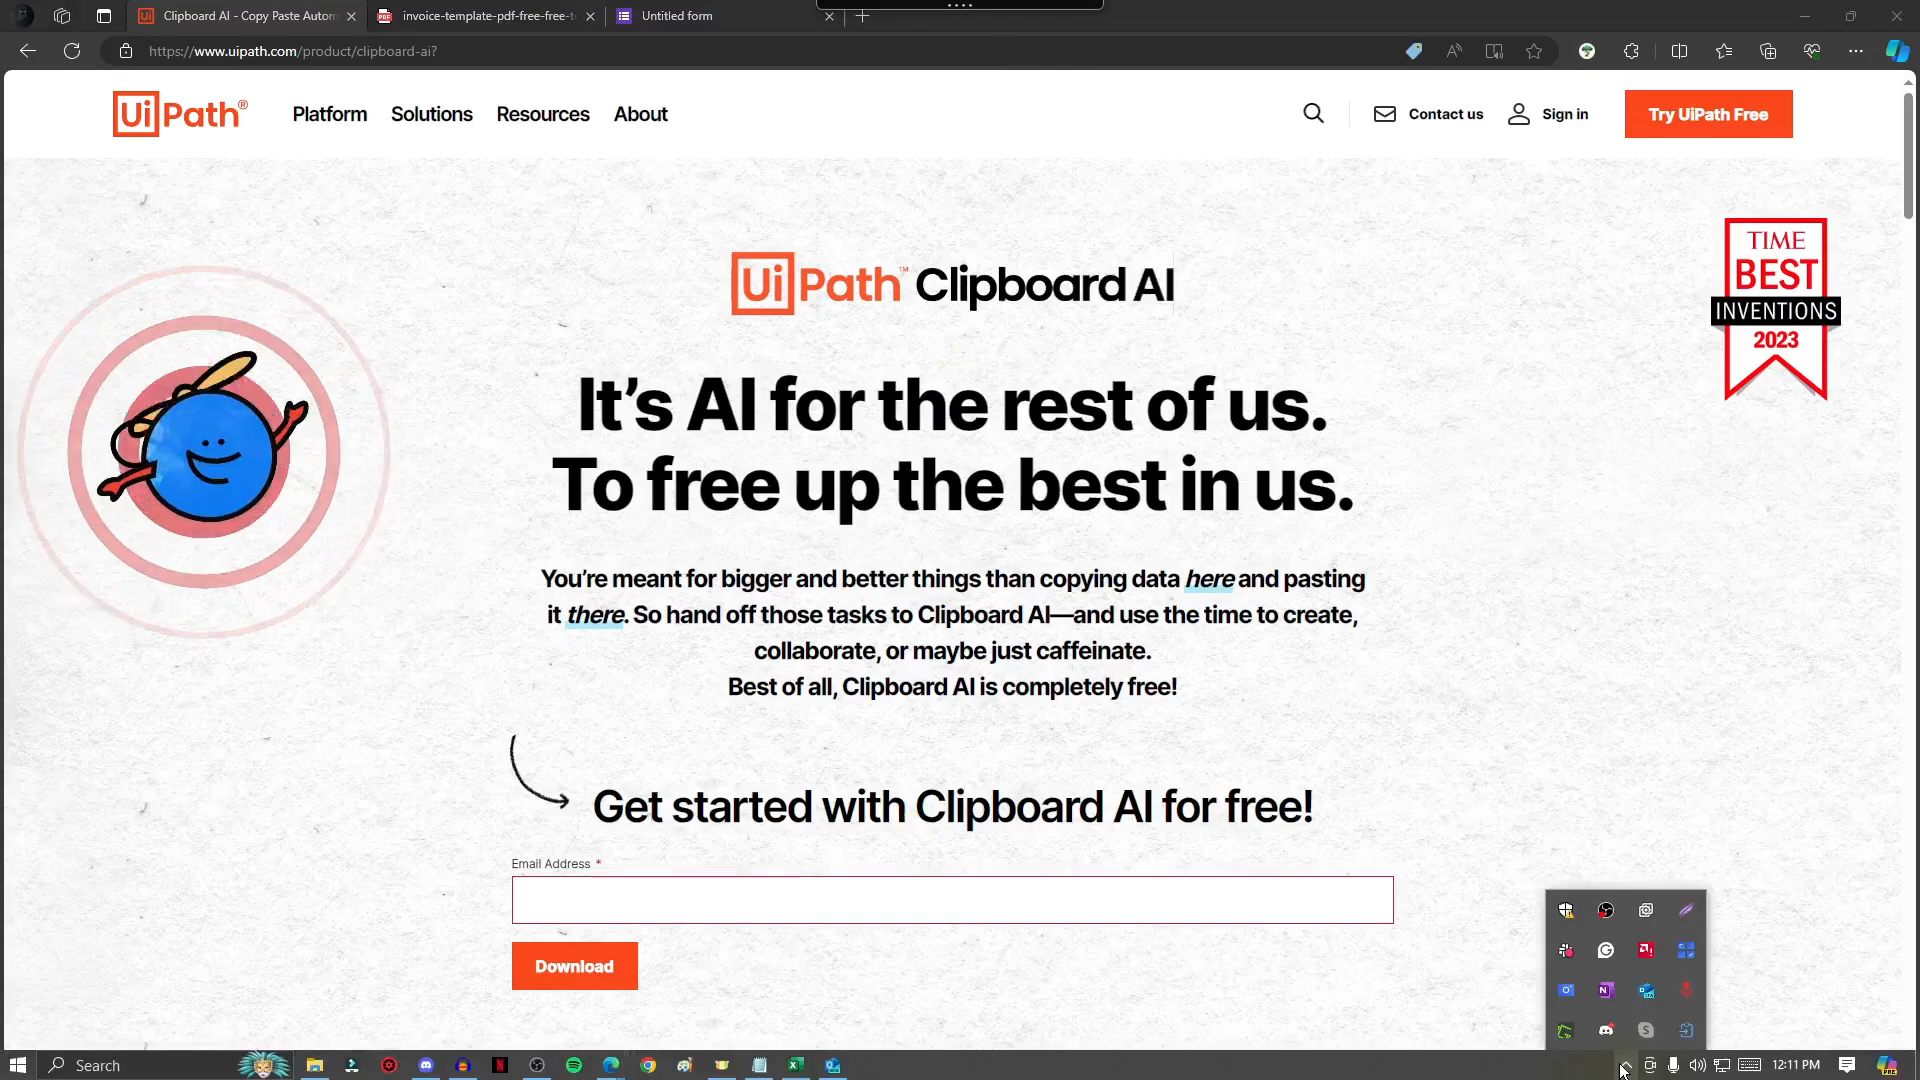 Clipboard AI - Copy Paste Autom
invoice-template-pdf-free-free-t
Untitled form
https://www.uipath.com/product/clipboard-ai?
UiPath®
Platform
Solutions
Resources
About
Contact us
Sign in
Try UiPath Free
UiPath™ Clipboard AI
TIME
BEST
INVENTIONS
2023
It’s AI for the rest of us.
To free up the best in us.
You’re meant for bigger and better things than copying data here and pasting
it there. So hand off those tasks to Clipboard AI—and use the time to create,
collaborate, or maybe just caffeinate.
Best of all, Clipboard AI is completely free!
Get started with Clipboard AI for free!
Email Address *
Download
Search
12:11 PM